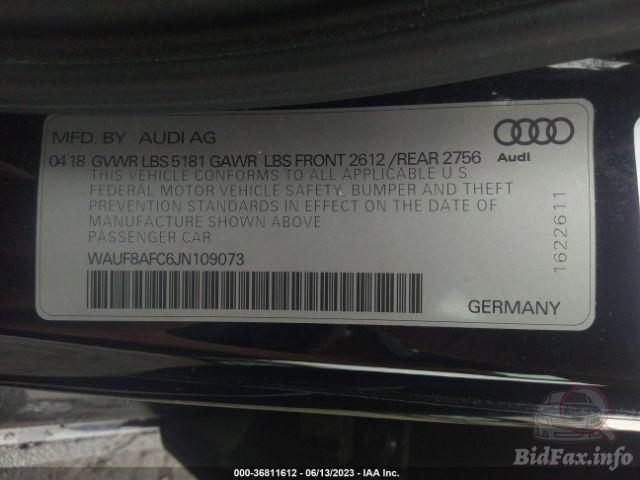 MFD. BY AUDI AG
Audi
04 18 GVWR LBS 5181 GAWR LBS FRONT 2612 / REAR 2756
THIS VEHICLE CONFORMS TO ALL APPLICABLE U S
FEDERAL MOTOR VEHICLE SAFETY, BUMPER AND THEFT
PREVENTION STANDARDS IN EFFECT ON THE DATE OF
MANUFACTURE SHOWN ABOVE
PASSENGER CAR
WAUF8AFC6JN109073
1622611
GERMANY
000-36811612 - 06/13/2023 - IAA Inc.
BidFax.info